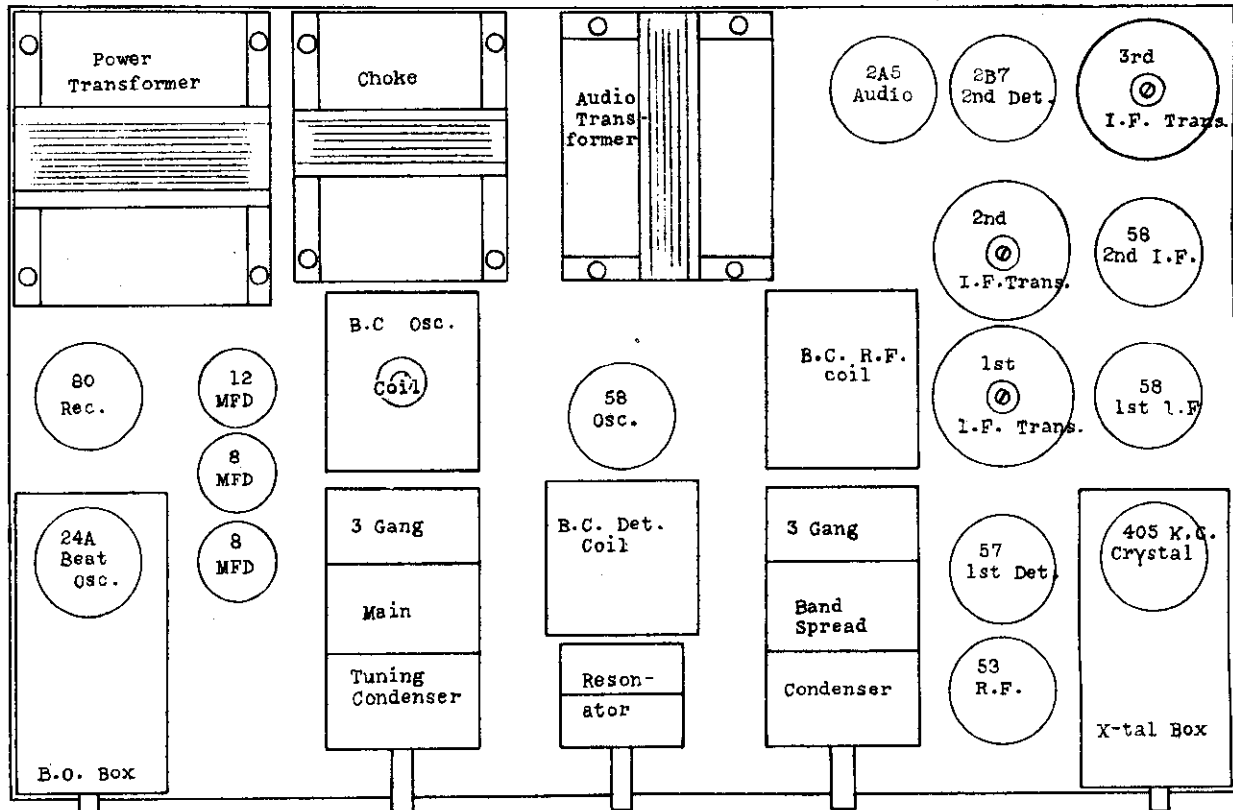 Power
Transformer
Choke
Audio
Trans
former
2A5
Audio
2B7
2nd Det.
3rd
I.F. Trans.
2nd
I.F.Trans.
58
2nd I.F.
B.C Osc.
Coil
B.C. R.F.
coil
1st
I.F. Trans.
58
1st I.F
80
Rec.
12
MFD
58
Osc.
8
MFD
24A
Beat
Osc.
8
MFD
3 Gang
B.C. Det.
Coil
3 Gang
57
1st Det.
405 K.C.
Crystal
Main
Band
Spread
Tuning
Condenser
Reson-
ator
Condenser
53
R.F.
X-tal Box
B.O. Box